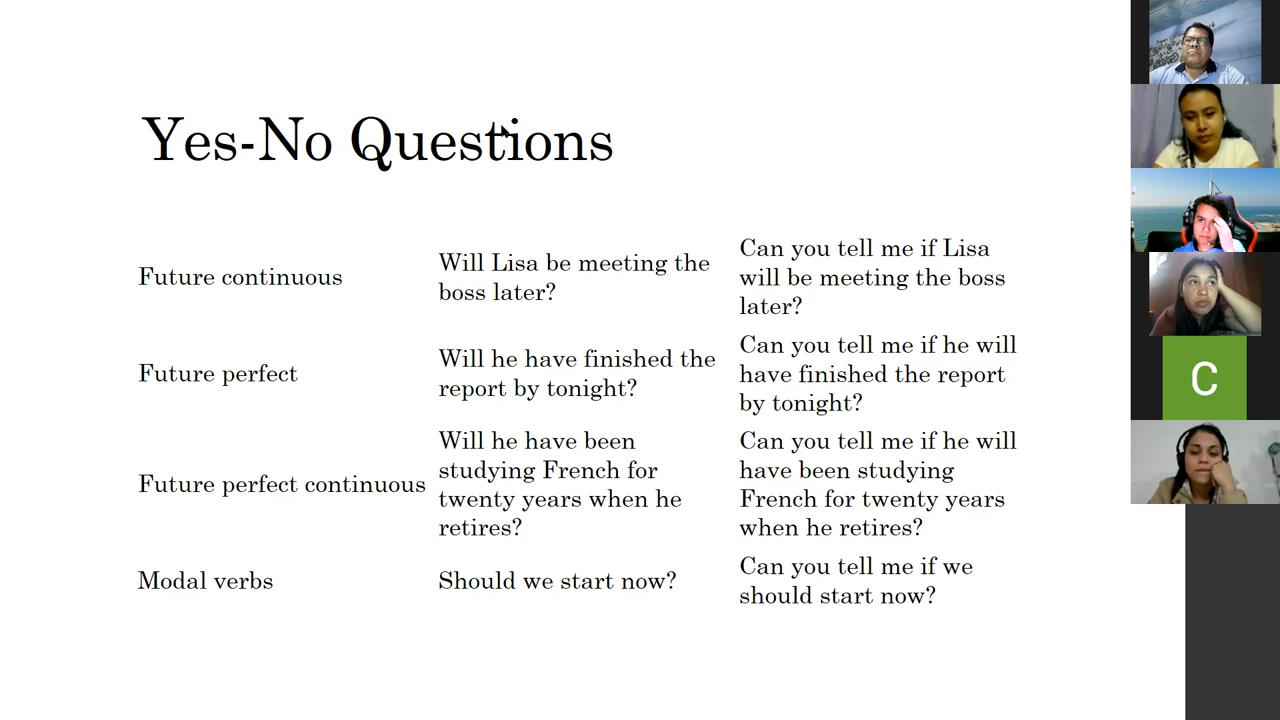 Yes-No Questions
Future continuous
Will Lisa be meeting the
boss later?
Can you tell me if Lisa
will be meeting the boss
later?
Future perfect
Will he have finished the
report by tonight?
Can you tell me if he will
have finished the report
by tonight?
Future perfect continuous
Will he have been
studying French for
twenty years when he
retires?
Can you tell me if he will
have been studying
French for twenty years
when he retires?
Modal verbs
Should we start now?
Can you tell me if we
should start now?
C